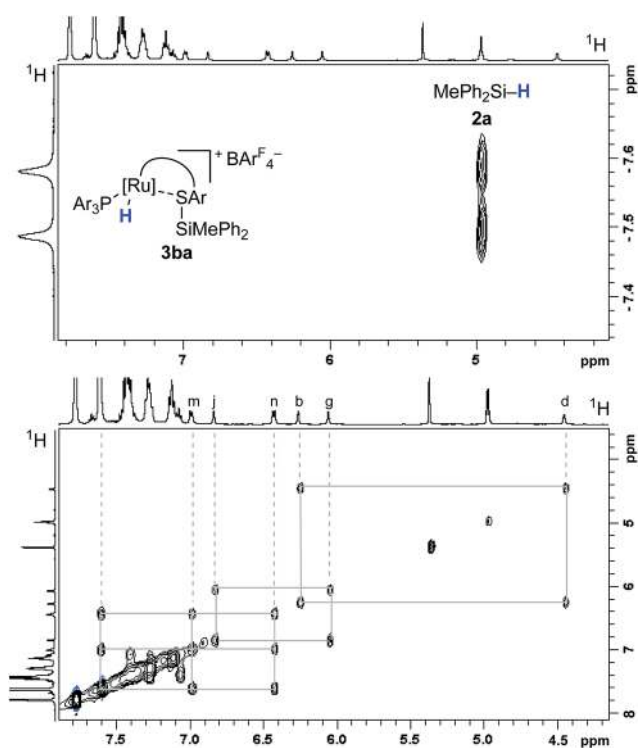 ¹H
¹H
MePh₂Si–H
2a
+ BArF₄⁻
[Ru]
Ar₃P
SAr
H
SiMePh₂
3ba
-7.6
-7.5
-7.4
ppm
7 6 5 ppm
m j n b g d
¹H
¹H
ppm
5
6
7
8
7.5 7.0 6.5 6.0 5.5 5.0 4.5 ppm